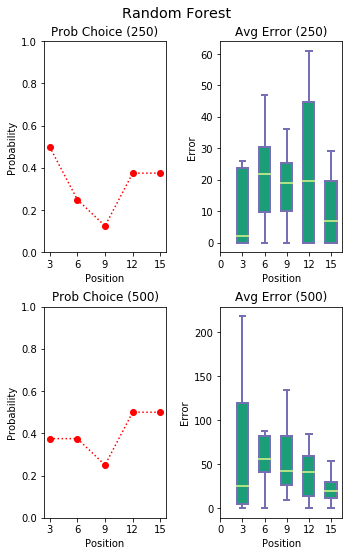 Random Forest
Prob Choice (250)
Avg Error (250)
1.0
0.8
0.6
0.4
0.2
0.0
Probability
3 6 9 12 15
Position
60
50
40
30
20
10
0
Error
0 3 6 9 12 15
Position
Prob Choice (500)
Avg Error (500)
1.0
0.8
0.6
0.4
0.2
0.0
Probability
3 6 9 12 15
Position
200
150
100
50
0
Error
0 3 6 9 12 15
Position